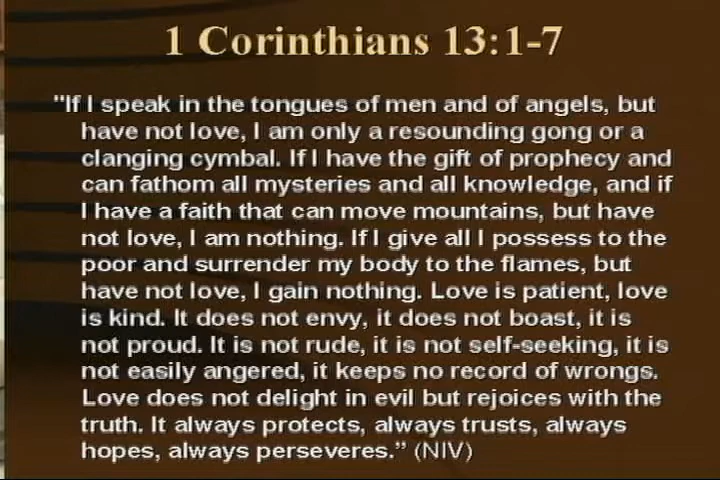 1 Corinthians 13:1-7
"If I speak in the tongues of men and of angels, but
have not love, I am only a resounding gong or a
clanging cymbal. If I have the gift of prophecy and
can fathom all mysteries and all knowledge, and if
I have a faith that can move mountains, but have
not love, I am nothing. If I give all I possess to the
poor and surrender my body to the flames, but
have not love, I gain nothing. Love is patient, love
is kind. It does not envy, it does not boast, it is
not proud. It is not rude, it is not self-seeking, it is
not easily angered, it keeps no record of wrongs.
Love does not delight in evil but rejoices with the
truth. It always protects, always trusts, always
hopes, always perseveres.” (NIV)